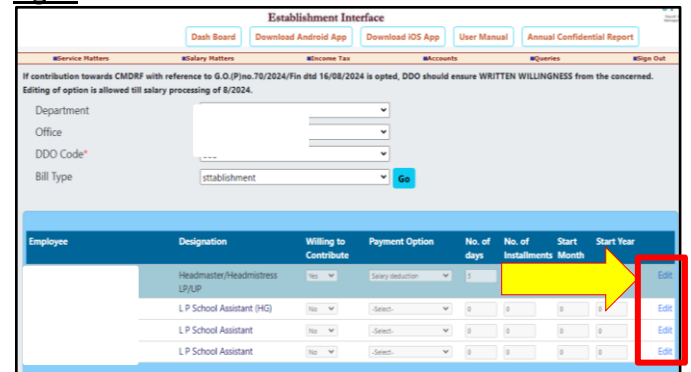 Establishment Interface
Dash Board Download Android App Download iOS App User Manual Annual Confidential Report
Service Matters Salary Matters Income Tax Accounts Queries Sign Out
If contribution towards CMDRF with reference to G.O.(P)no.70/2024/Fin dtd 16/08/2024 is opted, DDO should ensure WRITTEN WILLINGNESS from the concerned.
Editing of option is allowed till salary processing of 8/2024.
Department
Office
DDO Code*
Bill Type sttablishment Go
Employee Designation Willing to Contribute Payment Option No. of days No. of Installments Start Month Start Year
Headmaster/Headmistress LP/UP Yes Salary deduction 5 Edit
L P School Assistant (HG) No -Select- 0 0 0 0 Edit
L P School Assistant No -Select- 0 0 0 0 Edit
L P School Assistant No -Select- 0 0 0 0 Edit